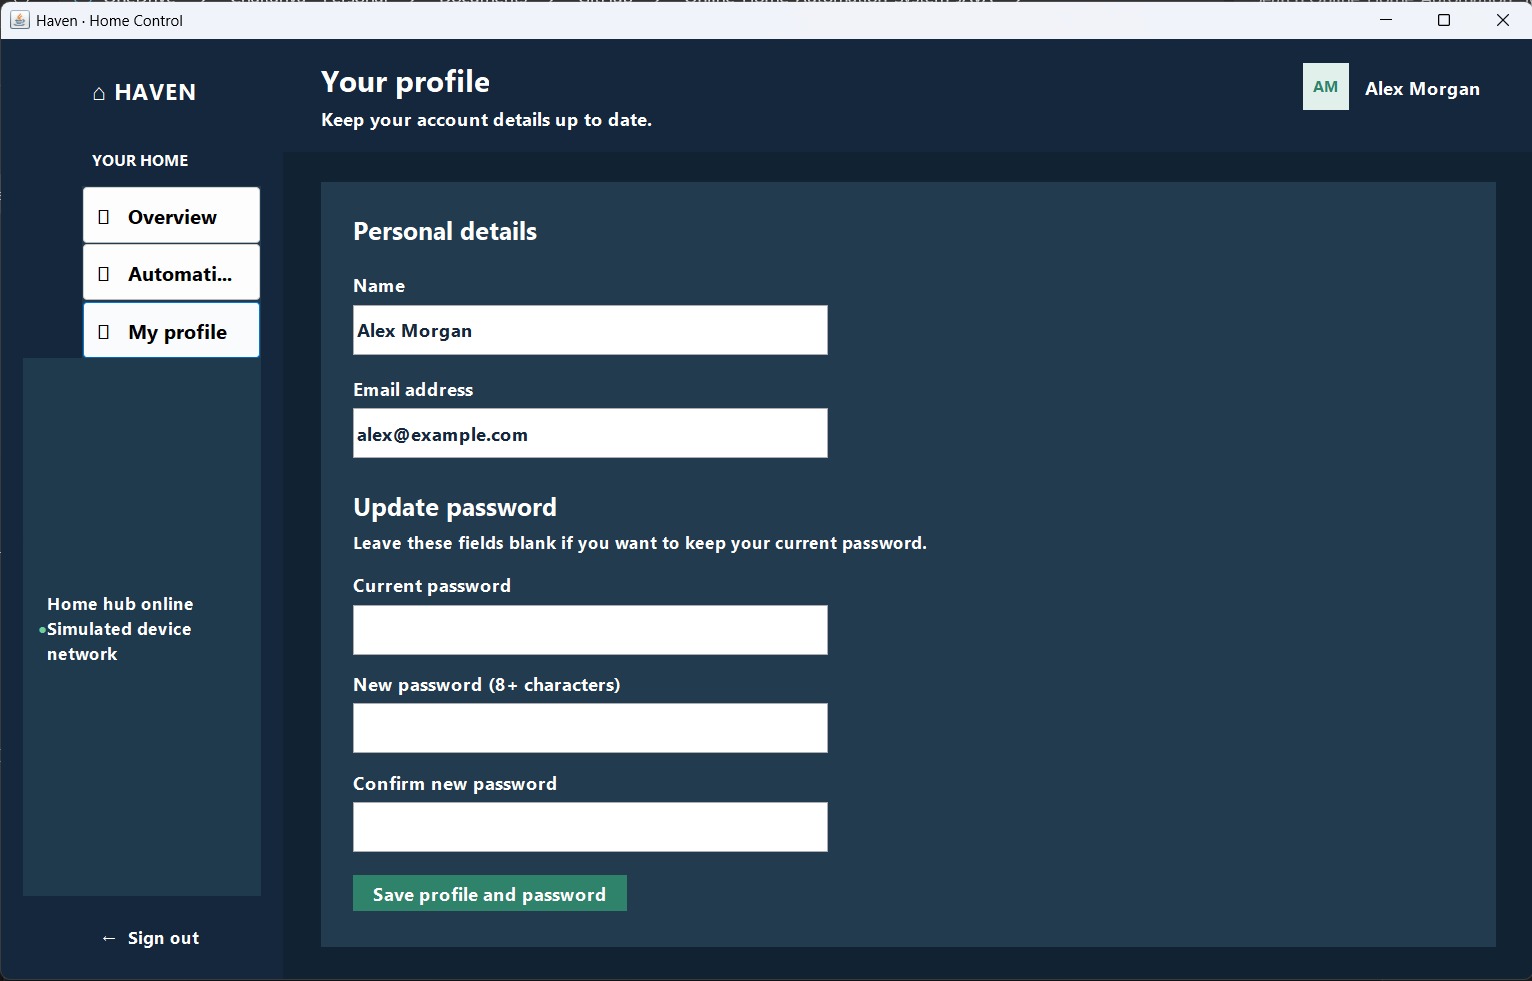 Haven · Home Control
⌂ HAVEN
YOUR HOME
Overview
Automati...
My profile
Home hub online
Simulated device
network
← Sign out
Your profile
Keep your account details up to date.
AM
Alex Morgan
Personal details
Name
Alex Morgan
Email address
alex@example.com
Update password
Leave these fields blank if you want to keep your current password.
Current password
New password (8+ characters)
Confirm new password
Save profile and password